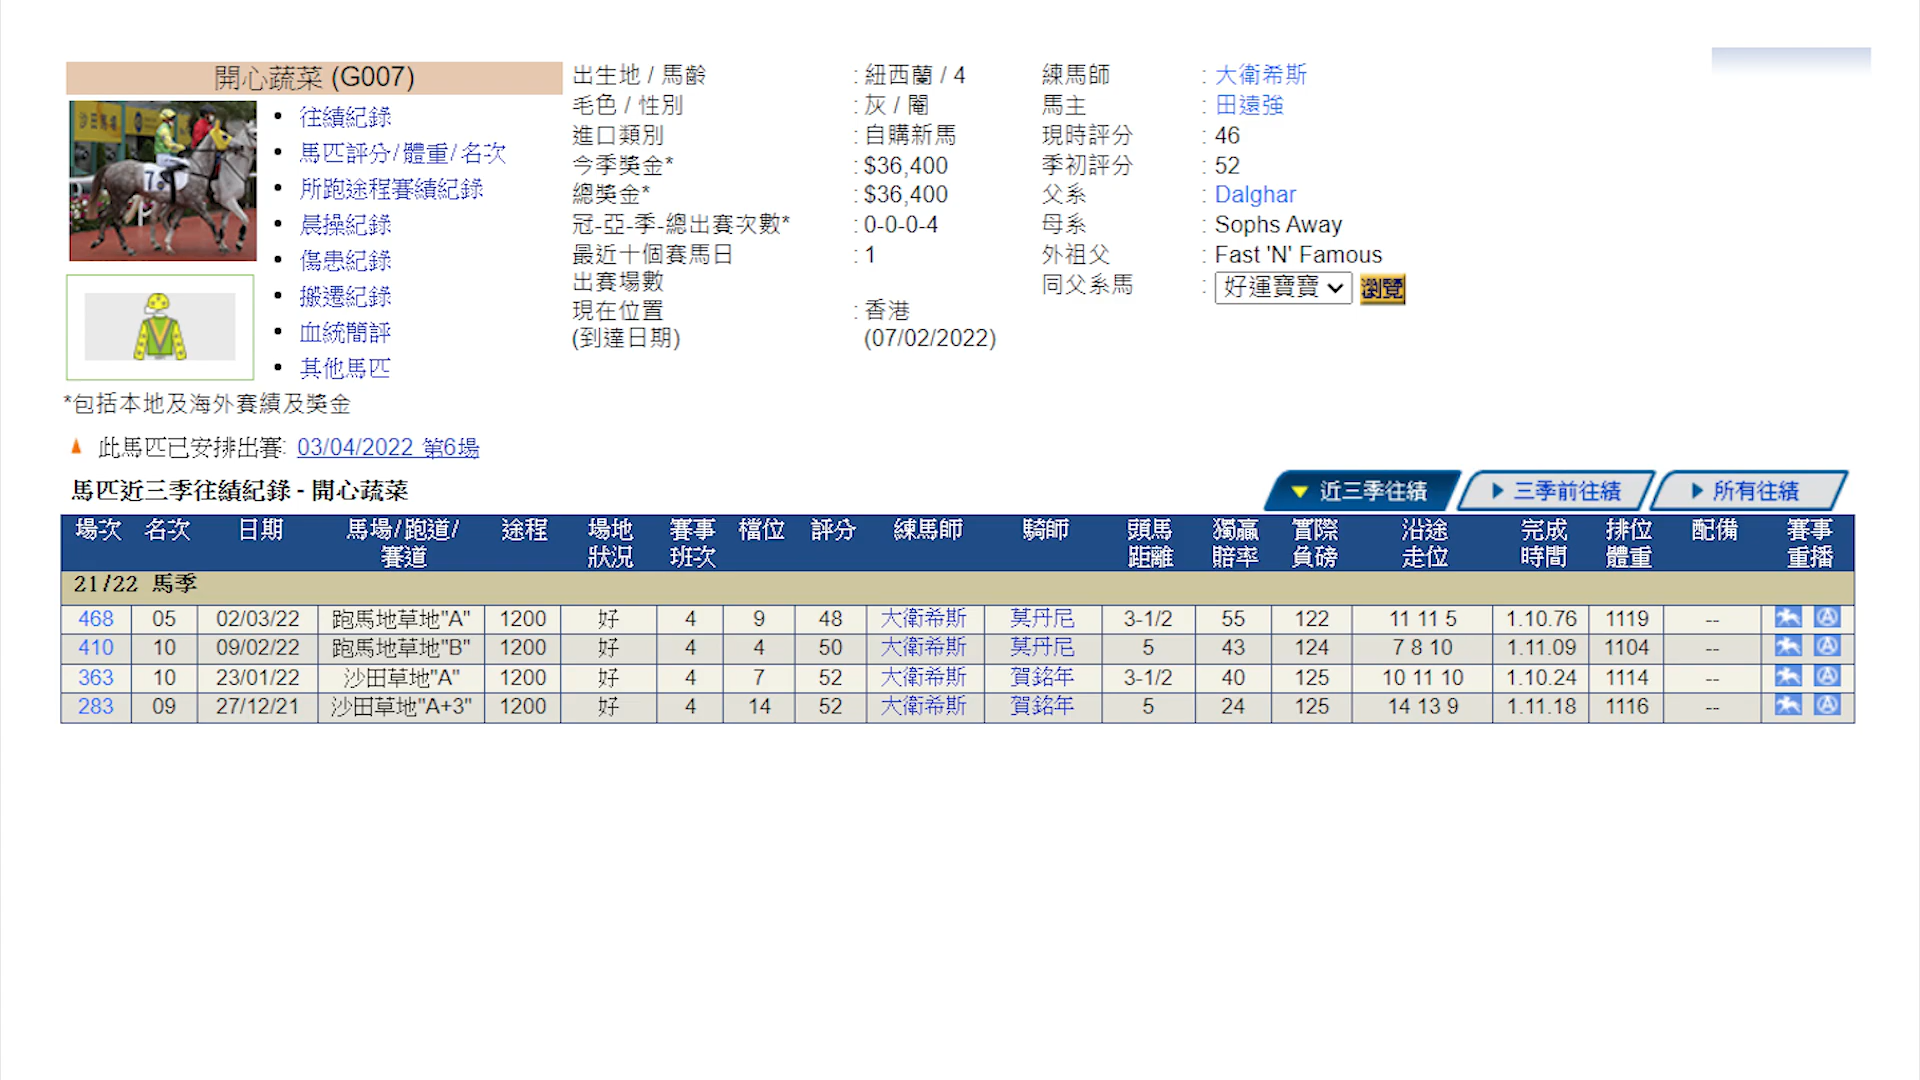 開心蔬菜 (G007)
往績紀錄
馬匹評分/體重/名次
所跑途程賽績紀錄
晨操紀錄
傷患紀錄
搬遷紀錄
血統簡評
其他馬匹
出生地 / 馬齡 : 紐西蘭 / 4
毛色 / 性別 : 灰 / 閹
進口類別 : 自購新馬
今季獎金* : $36,400
總獎金* : $36,400
冠-亞-季-總出賽次數* : 0-0-0-4
最近十個賽馬日 : 1
出賽場數
現在位置 : 香港
(到達日期) (07/02/2022)
練馬師 : 大衛希斯
馬主 : 田遠強
現時評分 : 46
季初評分 : 52
父系 : Dalghar
母系 : Sophs Away
外祖父 : Fast 'N' Famous
同父系馬 : 好運寶寶 瀏覽
*包括本地及海外賽績及獎金
此馬匹已安排出賽: 03/04/2022 第6場
馬匹近三季往績紀錄 - 開心蔬菜
近三季往績 三季前往績 所有往績
場次 名次 日期 馬場/跑道/ 途程 場地 賽事 檔位 評分 練馬師 騎師 頭馬 獨贏 實際 沿途 完成 排位 配備 賽事
賽道 狀況 班次 距離 賠率 負磅 走位 時間 體重 重播
21/22 馬季
468 05 02/03/22 跑馬地草地"A" 1200 好 4 9 48 大衛希斯 莫丹尼 3-1/2 55 122 11 11 5 1.10.76 1119 --
410 10 09/02/22 跑馬地草地"B" 1200 好 4 4 50 大衛希斯 莫丹尼 5 43 124 7 8 10 1.11.09 1104 --
363 10 23/01/22 沙田草地"A" 1200 好 4 7 52 大衛希斯 賀銘年 3-1/2 40 125 10 11 10 1.10.24 1114 --
283 09 27/12/21 沙田草地"A+3" 1200 好 4 14 52 大衛希斯 賀銘年 5 24 125 14 13 9 1.11.18 1116 --